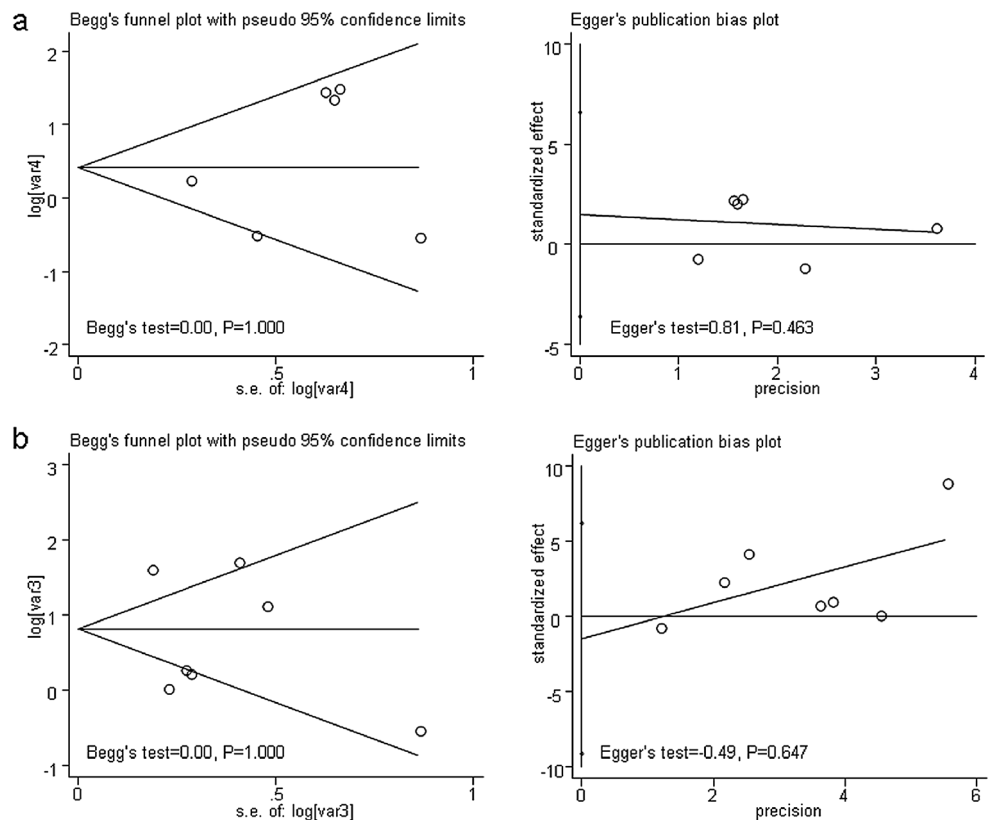 a
Begg's funnel plot with pseudo 95% confidence limits
log[var4]
2
1
0
-1
-2
Begg's test=0.00, P=1.000
0
.5
1
s.e. of: log[var4]
Egger's publication bias plot
standardized effect
10
5
0
-5
Egger's test=0.81, P=0.463
0
1
2
3
4
precision
b
Begg's funnel plot with pseudo 95% confidence limits
log[var3]
3
2
1
0
-1
Begg's test=0.00, P=1.000
0
.5
1
s.e. of: log[var3]
Egger's publication bias plot
standardized effect
10
5
0
-5
-10
Egger's test=-0.49, P=0.647
0
2
4
6
precision